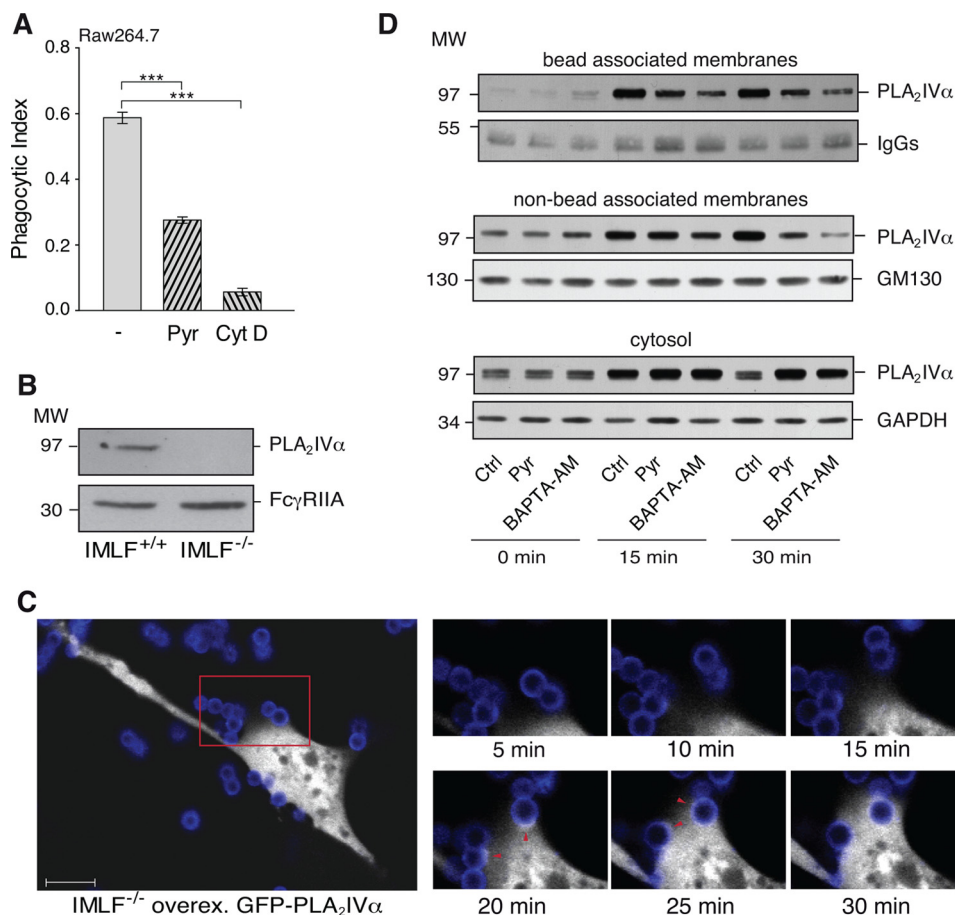 A
Raw264.7
0.8
0.6
0.4
0.2
0.0
Phagocytic Index
***
***
-
Pyr
Cyt D
B
MW
97
30
PLA₂IVα
FcγRIIA
IMLF⁺/⁺
IMLF⁻/⁻
D
MW
bead associated membranes
97
PLA₂IVα
55
IgGs
non-bead associated membranes
97
PLA₂IVα
130
GM130
cytosol
97
PLA₂IVα
34
GAPDH
Ctrl
Pyr
BAPTA-AM
Ctrl
Pyr
BAPTA-AM
Ctrl
Pyr
BAPTA-AM
0 min
15 min
30 min
C
IMLF⁻/⁻ overex. GFP-PLA₂IVα
5 min
10 min
15 min
20 min
25 min
30 min